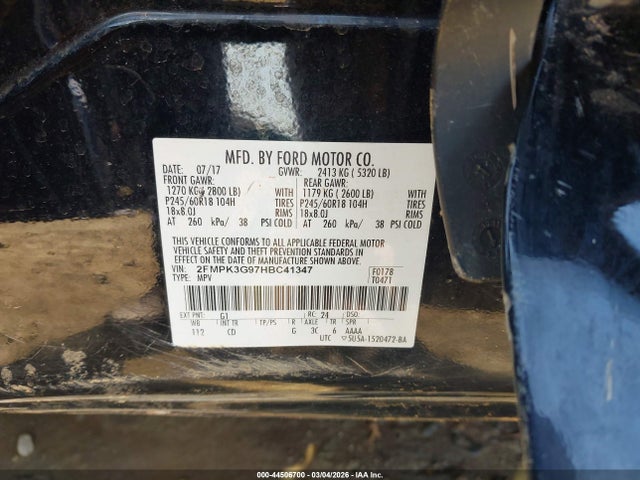 MFD. BY FORD MOTOR CO.
DATE: 07/17 GVWR: 2413 KG ( 5320 LB)
FRONT GAWR: REAR GAWR:
1270 KG ( 2800 LB) WITH 1179 KG ( 2600 LB) WITH
P245/60R18 104H TIRES P245/60R18 104H TIRES
18x8.0J RIMS 18x8.0J RIMS
AT 260 kPa/ 38 PSI COLD AT 260 kPa/ 38 PSI COLD
THIS VEHICLE CONFORMS TO ALL APPLICABLE FEDERAL MOTOR
VEHICLE SAFETY AND THEFT PREVENTION STANDARDS IN
EFFECT ON THE DATE OF MANUFACTURE SHOWN ABOVE.
VIN: 2FMPK3G97HBC41347 F0178
TYPE: MPV T0471
EXT PNT: G1 RC: 24 DSO:
WB INT TR TP/PS R AXLE TR SPR
112 CD G 3C 6 AAAA
UTC 5U5A-1520472-BA
000-44506700 - 03/04/2026 - IAA Inc.